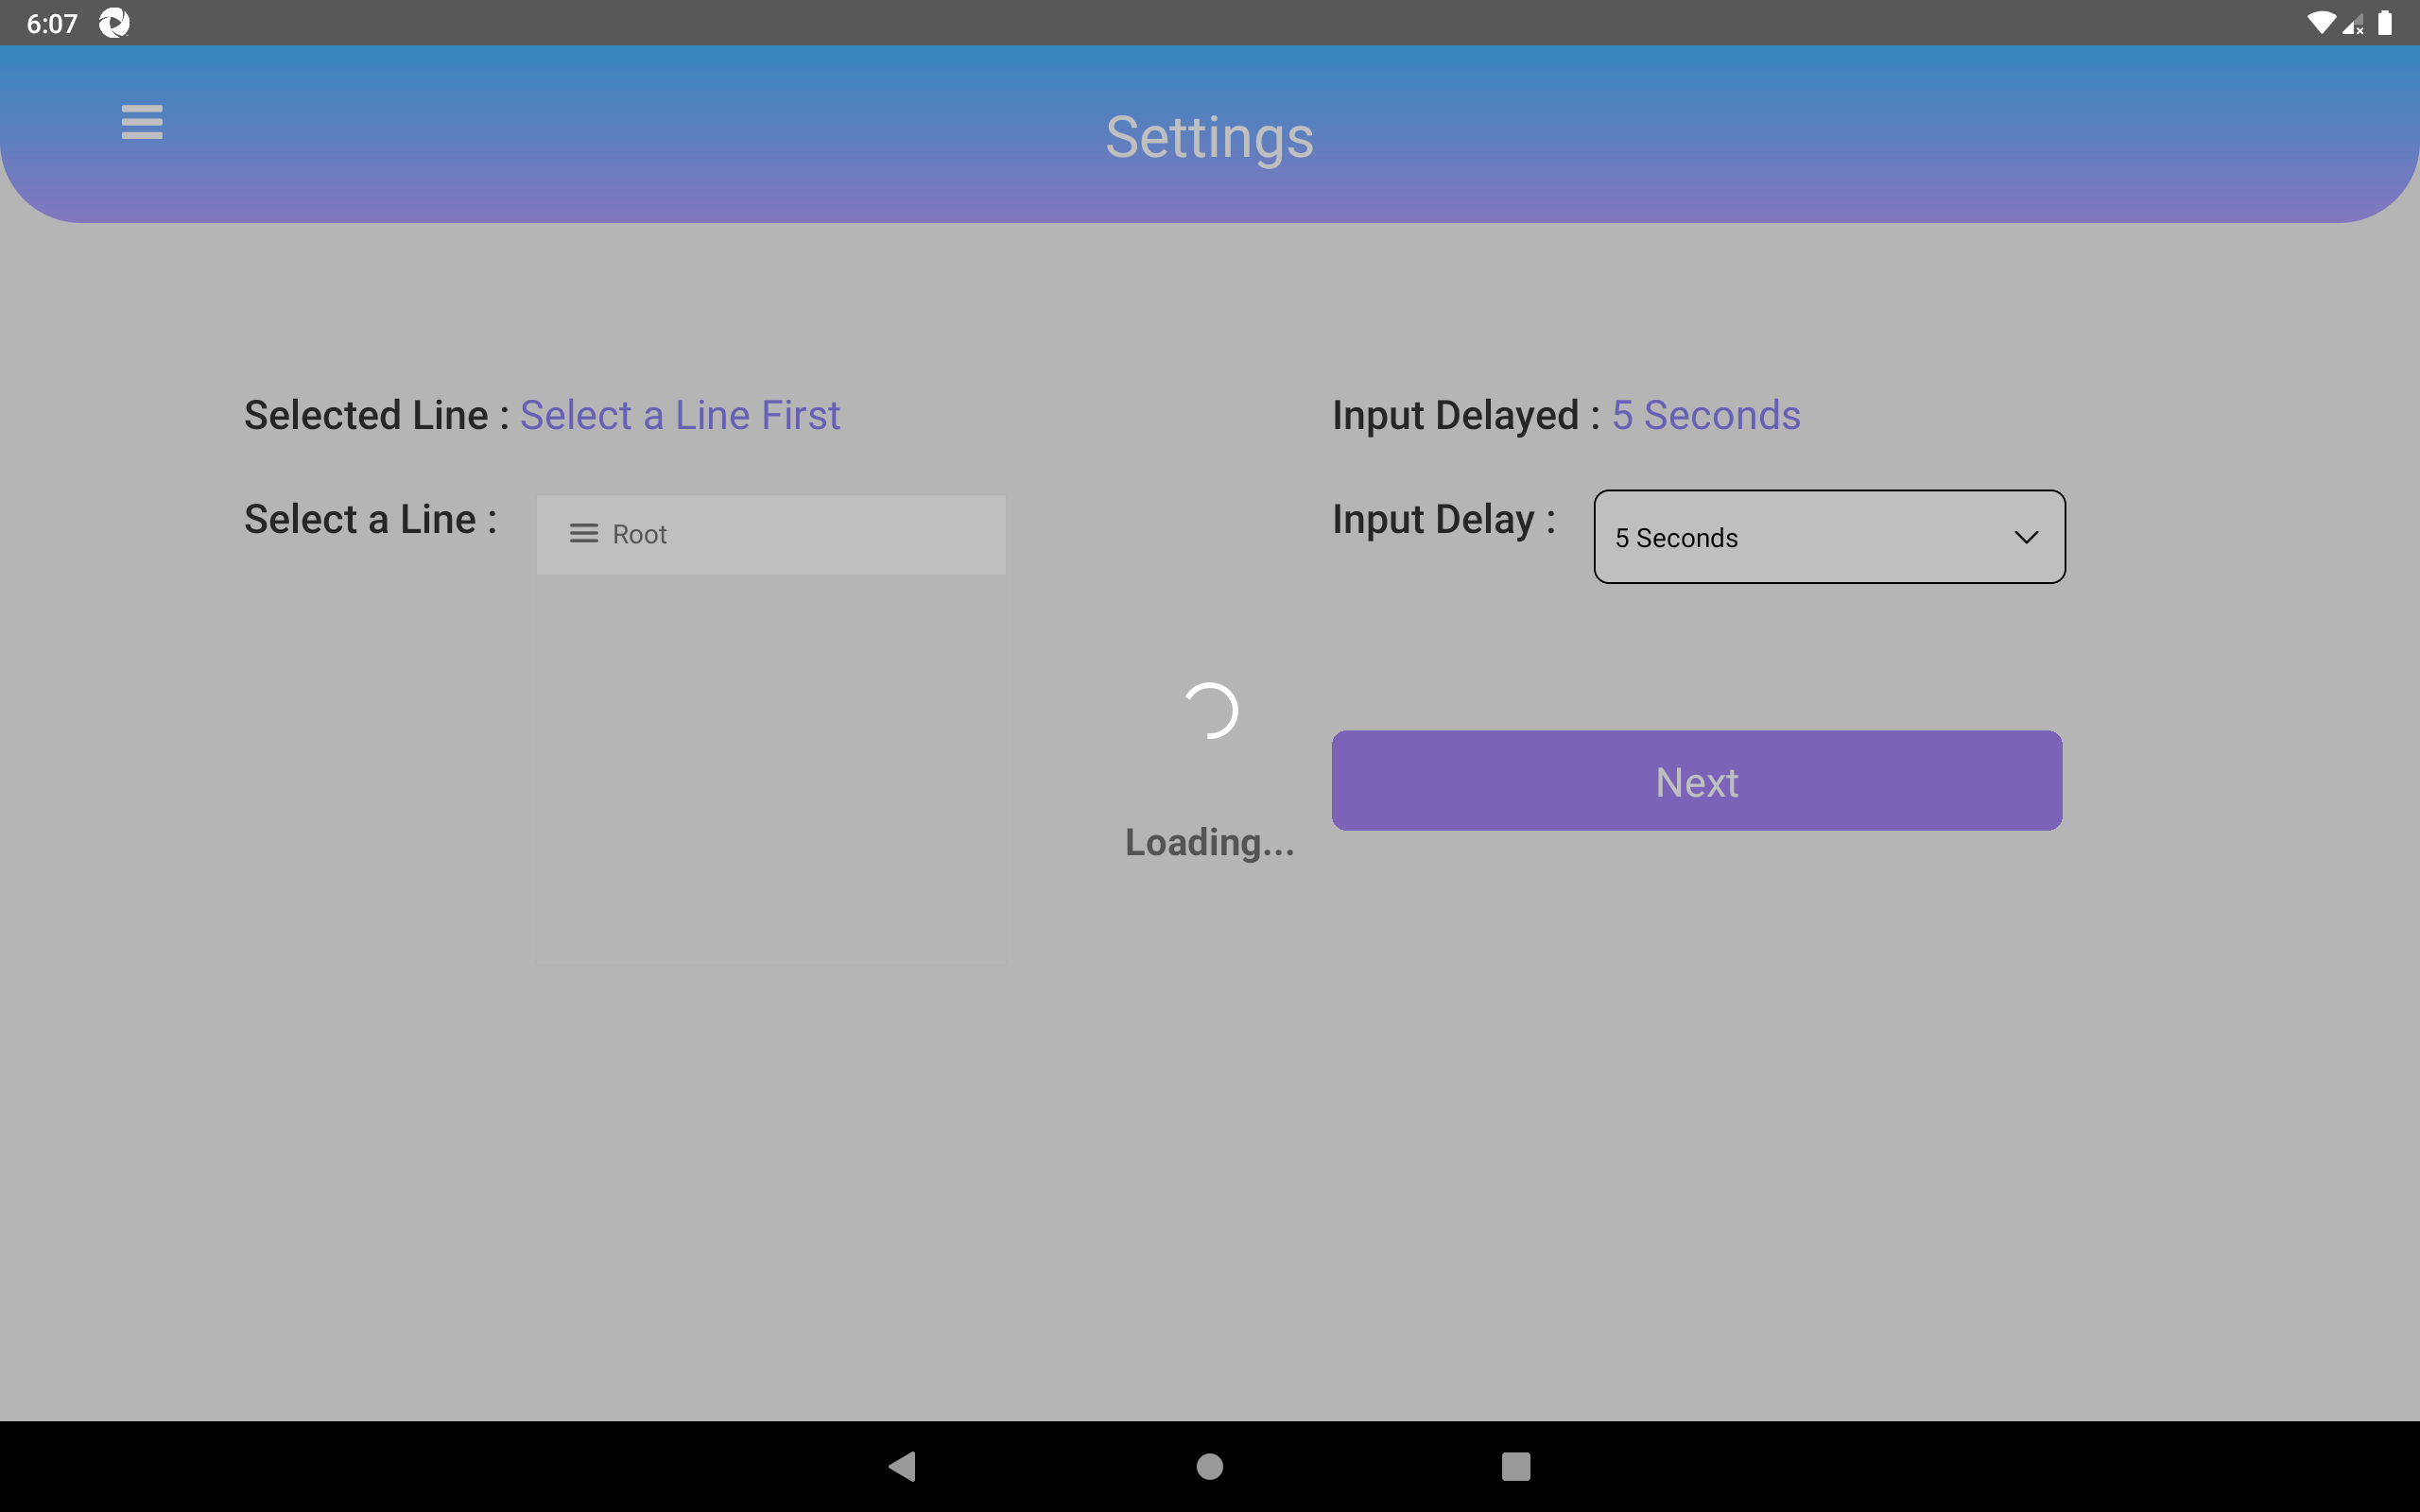 6:07
Settings
Selected Line : Select a Line First
Select a Line :
Root
Input Delayed : 5 Seconds
Input Delay :
5 Seconds
Next
Loading...